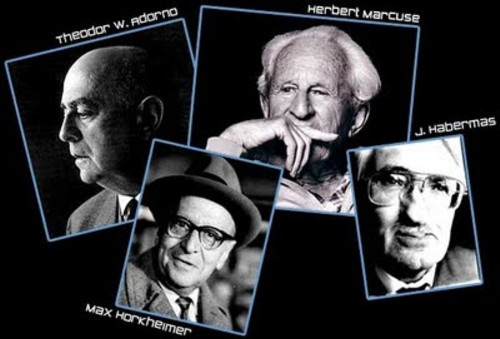 Theodor W. Adorno
Herbert Marcuse
J. Habermas
Max Horkheimer